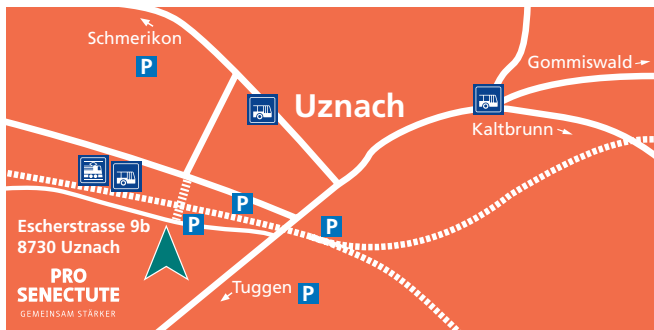 Schmerikon
P
Gommiswald
Uznach
Kaltbrunn
P
P
P
Escherstrasse 9b
8730 Uznach
PRO
SENECTUTE
GEMEINSAM STÄRKER
Tuggen
P